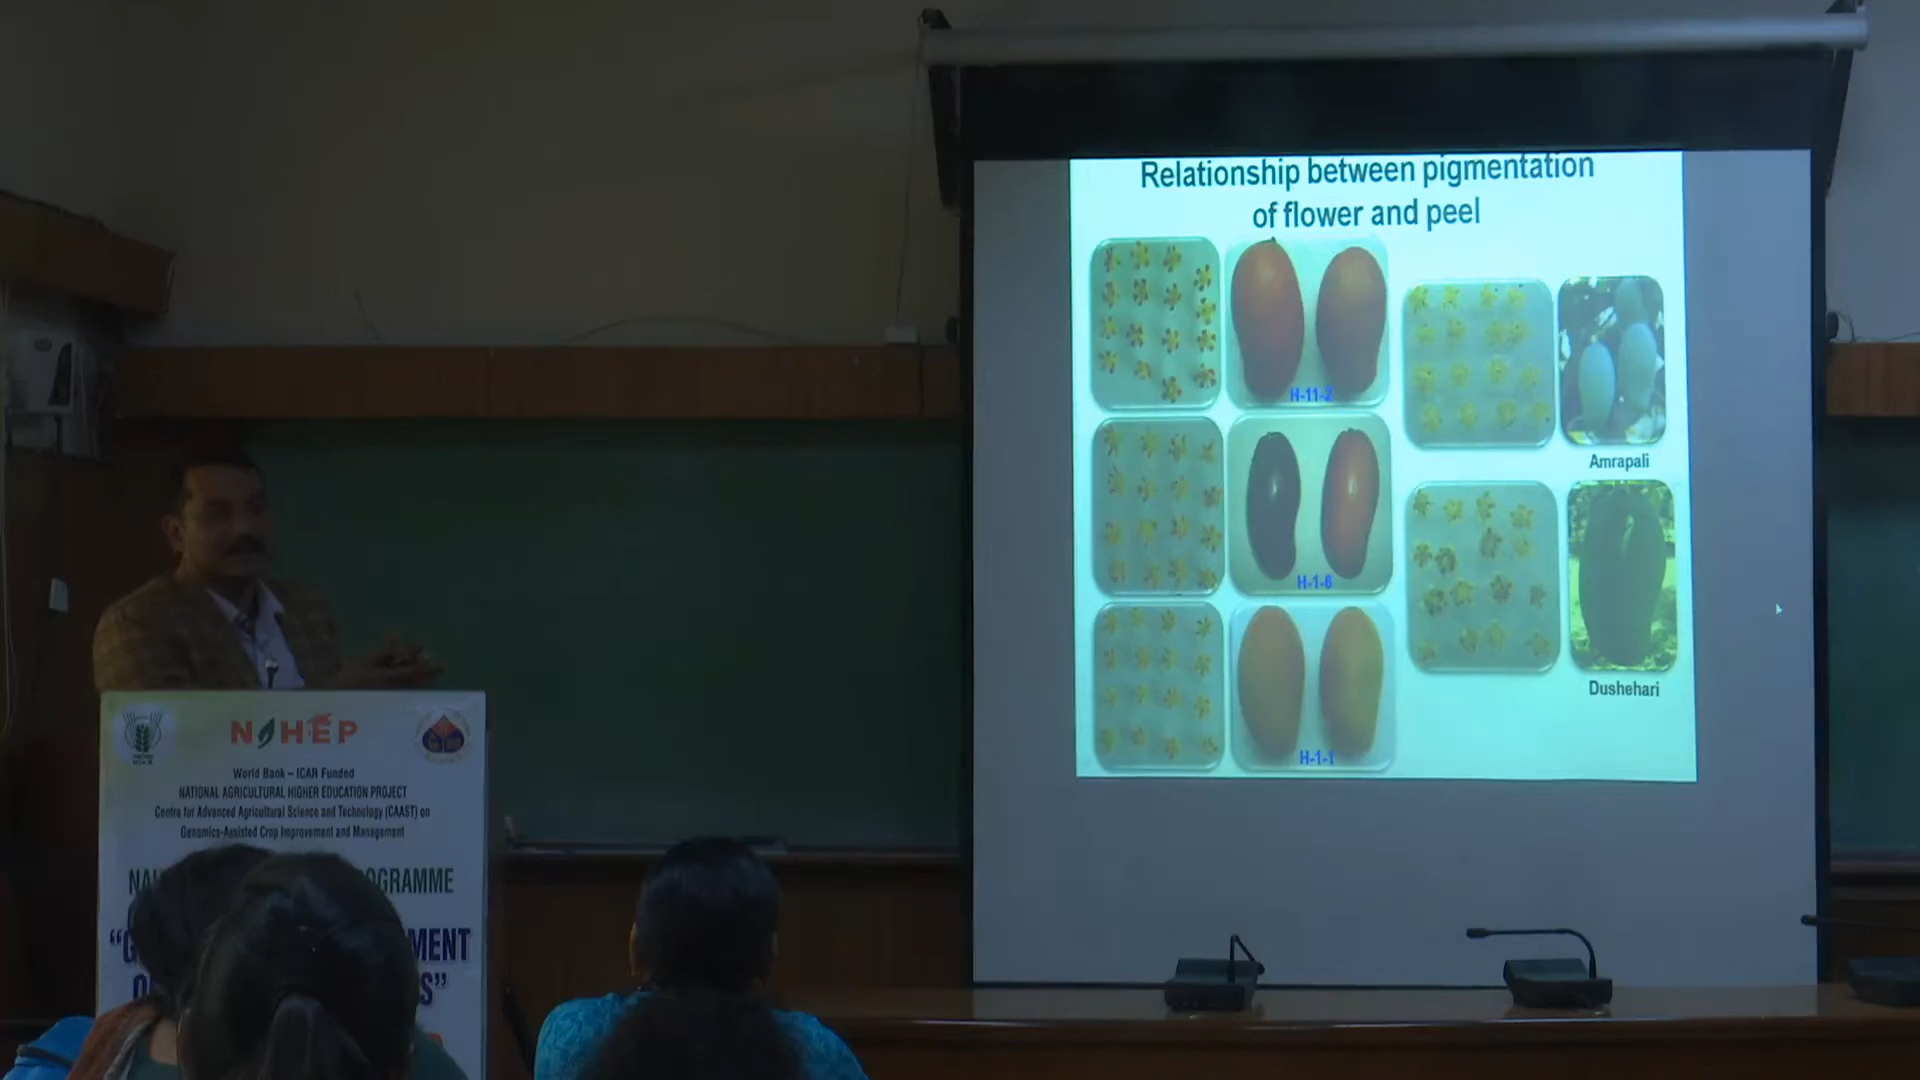 Relationship between pigmentation
of flower and peel
H-11-2
H-1-6
H-1-1
Amrapali
Dushehari
NAHEP
World Bank – ICAR Funded
NATIONAL AGRICULTURAL HIGHER EDUCATION PROJECT
Centre for Advanced Agricultural Science and Technology (CAAST) on
Genomics-Assisted Crop Improvement and Management